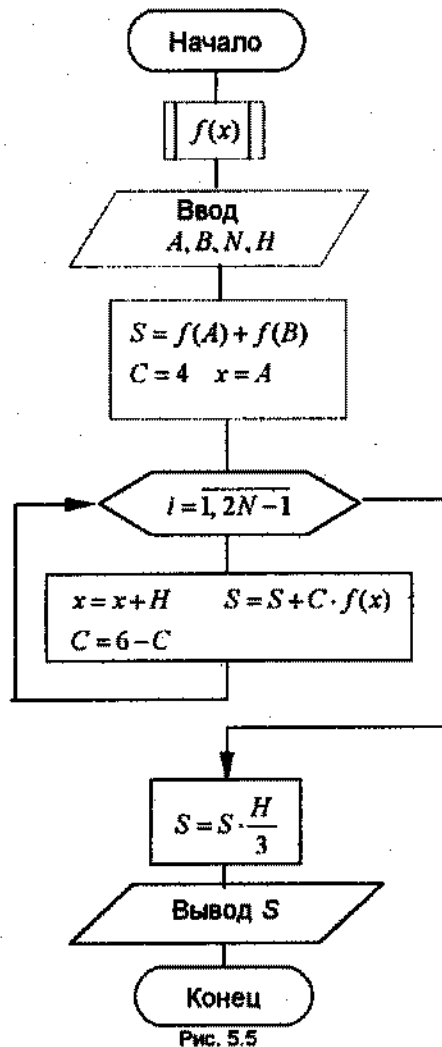 Начало
f(x)
Ввод
A, B, N, H
S = f(A) + f(B)
C = 4 x = A
i = 1, 2N − 1
x = x + H S = S + C · f(x)
C = 6 − C
S = S · H/3
Вывод S
Конец
Рис. 5.5